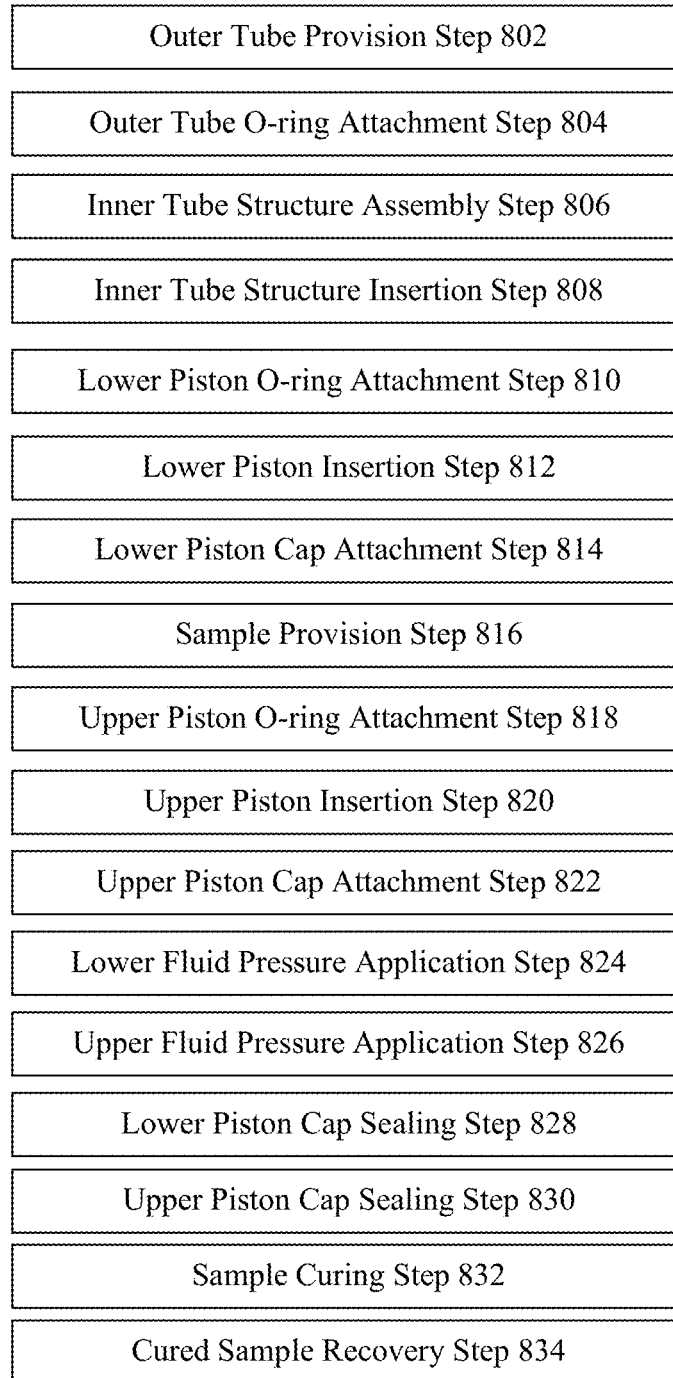 Outer Tube Provision Step 802
Outer Tube O-ring Attachment Step 804
Inner Tube Structure Assembly Step 806
Inner Tube Structure Insertion Step 808
Lower Piston O-ring Attachment Step 810
Lower Piston Insertion Step 812
Lower Piston Cap Attachment Step 814
Sample Provision Step 816
Upper Piston O-ring Attachment Step 818
Upper Piston Insertion Step 820
Upper Piston Cap Attachment Step 822
Lower Fluid Pressure Application Step 824
Upper Fluid Pressure Application Step 826
Lower Piston Cap Sealing Step 828
Upper Piston Cap Sealing Step 830
Sample Curing Step 832
Cured Sample Recovery Step 834